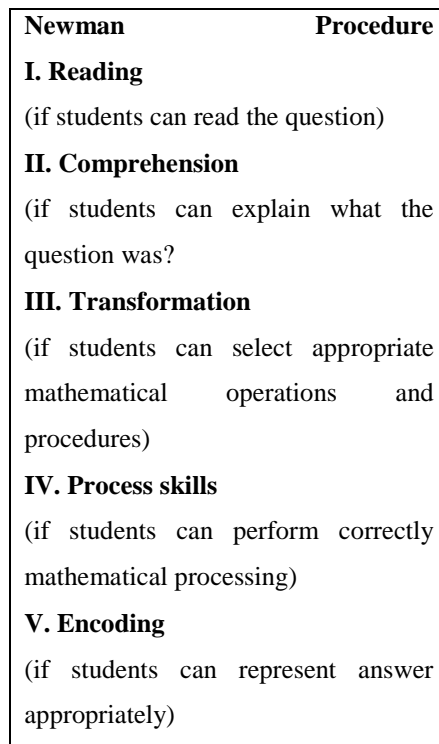 Newman Procedure
I. Reading
(if students can read the question)
II. Comprehension
(if students can explain what the
question was?
III. Transformation
(if students can select appropriate
mathematical operations and
procedures)
IV. Process skills
(if students can perform correctly
mathematical processing)
V. Encoding
(if students can represent answer
appropriately)